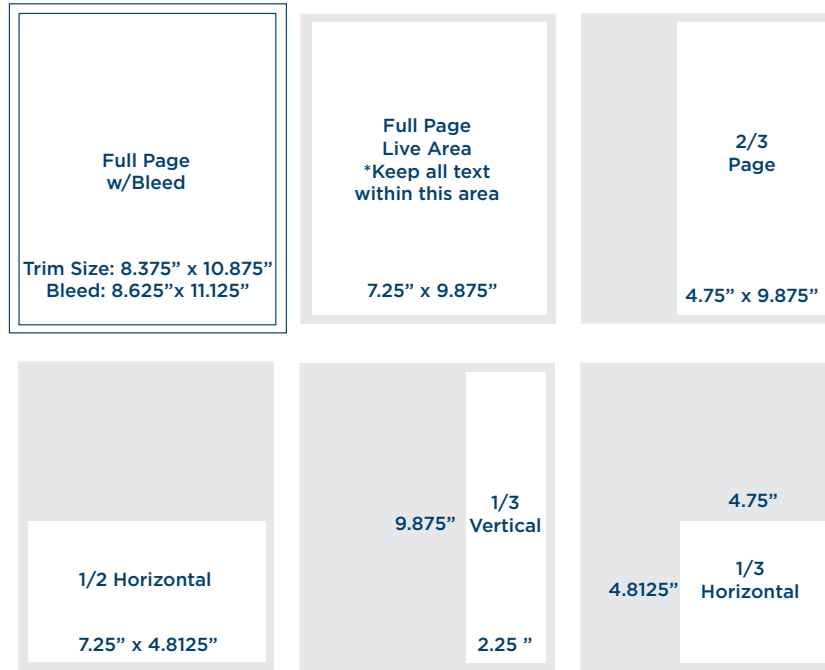 Full Page
w/Bleed
Trim Size: 8.375” x 10.875”
Bleed: 8.625”x 11.125”
Full Page
Live Area
*Keep all text
within this area
7.25” x 9.875”
2/3
Page
4.75” x 9.875”
1/2 Horizontal
7.25” x 4.8125”
9.875”
1/3
Vertical
2.25 ”
4.75”
4.8125”
1/3
Horizontal